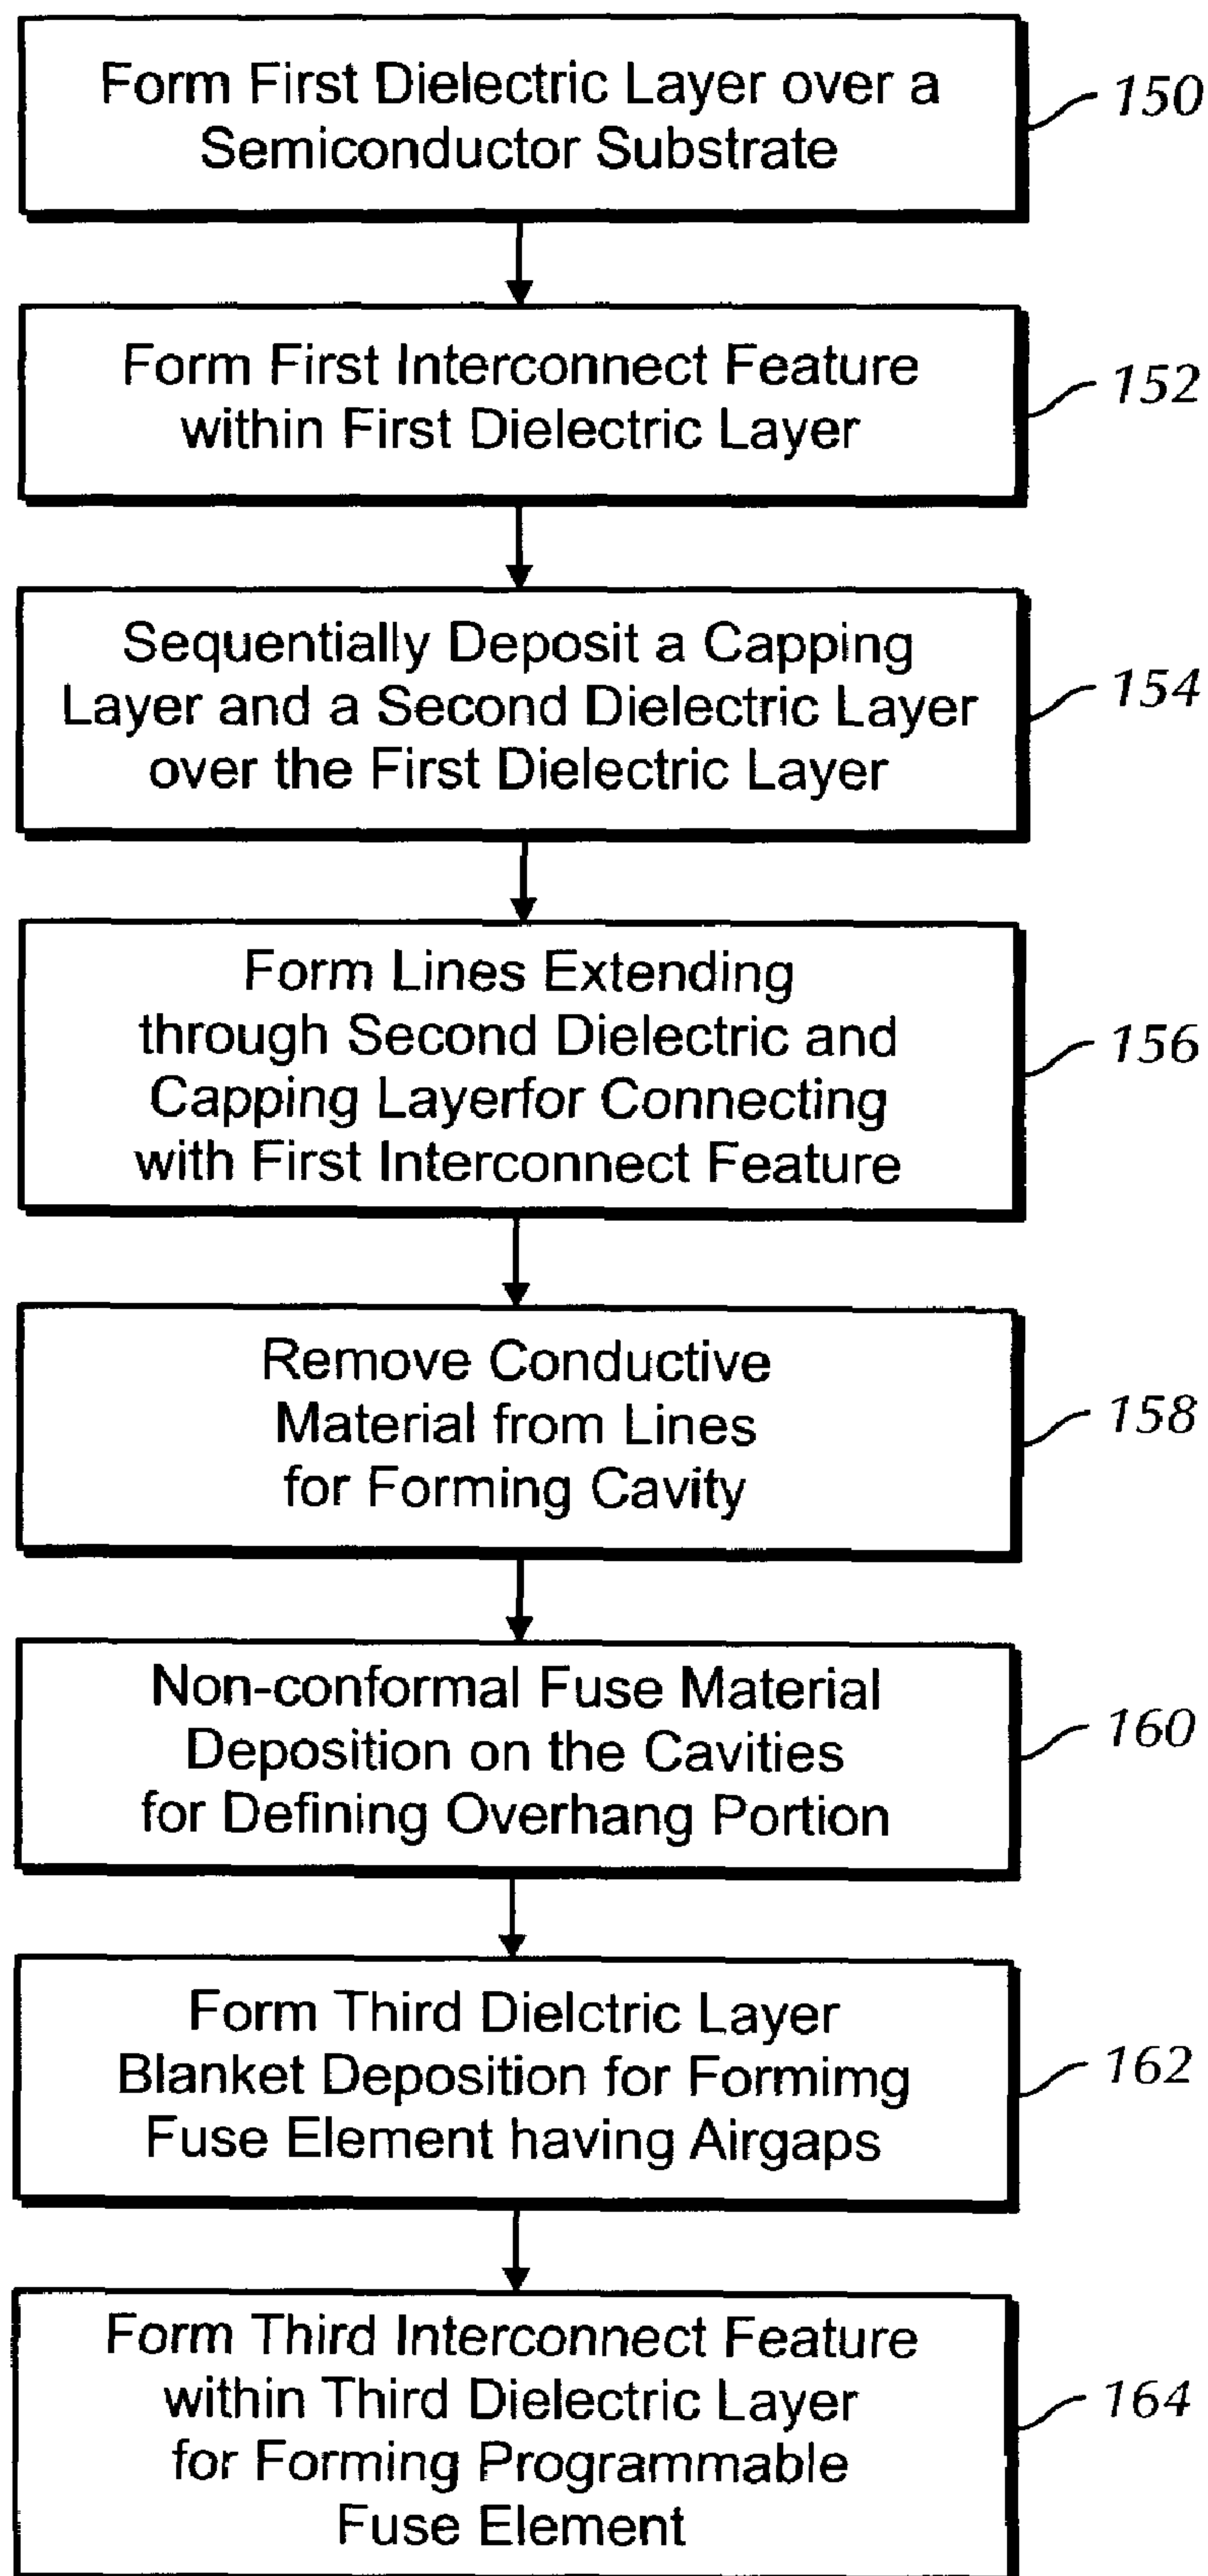 Form First Dielectric Layer over a
Semiconductor Substrate
150
Form First Interconnect Feature
within First Dielectric Layer
152
Sequentially Deposit a Capping
Layer and a Second Dielectric Layer
over the First Dielectric Layer
154
Form Lines Extending
through Second Dielectric and
Capping Layerfor Connecting
with First Interconnect Feature
156
Remove Conductive
Material from Lines
for Forming Cavity
158
Non-conformal Fuse Material
Deposition on the Cavities
for Defining Overhang Portion
160
Form Third Dielctric Layer
Blanket Deposition for Formimg
Fuse Element having Airgaps
162
Form Third Interconnect Feature
within Third Dielectric Layer
for Forming Programmable
Fuse Element
164